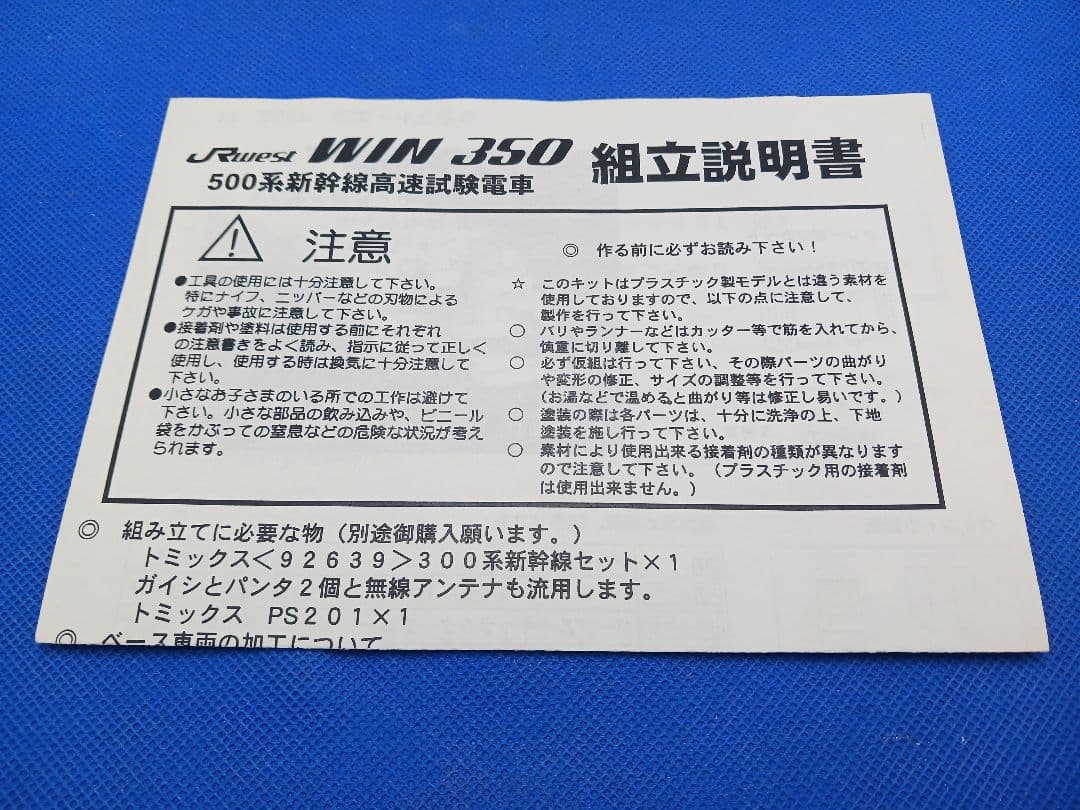 JRwest WIN 350 組立説明書
500系新幹線高速試験電車
注意
●工具の使用には十分注意して下さい。
特にナイフ、ニッパーなどの刃物による
ケガや事故に注意して下さい。
●接着剤や塗料は使用する前にそれぞれ
の注意書きをよく読み、指示に従って正しく
使用し、使用する時は換気に十分注意して
下さい。
●小さなお子さまのいる所での工作は避けて
下さい。小さな部品の飲み込みや、ビニール
袋をかぶっての窒息などの危険な状況が考え
られます。
◎ 作る前に必ずお読み下さい！
☆ このキットはプラスチック製モデルとは違う素材を
使用しておりますので、以下の点に注意して、
製作を行って下さい。
○ バリやランナーなどはカッター等で筋を入れてから、
慎重に切り離して下さい。
○ 必ず仮組は行って下さい、その際パーツの曲がり
や変形の修正、サイズの調整等を行って下さい。
（お湯などで温めると曲がり等は修正し易いです。）
○ 塗装の際は各パーツは、十分に洗浄の上、下地
塗装を施し行って下さい。
○ 素材により使用出来る接着剤の種類が異なります
ので注意して下さい。（プラスチック用の接着剤
は使用出来ません。）
◎ 組み立てに必要な物（別途御購入願います。）
トミックス＜９２６３９＞３００系新幹線セット×１
ガイシとパンタ２個と無線アンテナも流用します。
トミックス PS２０１×１
◎ ベース車両の加工について